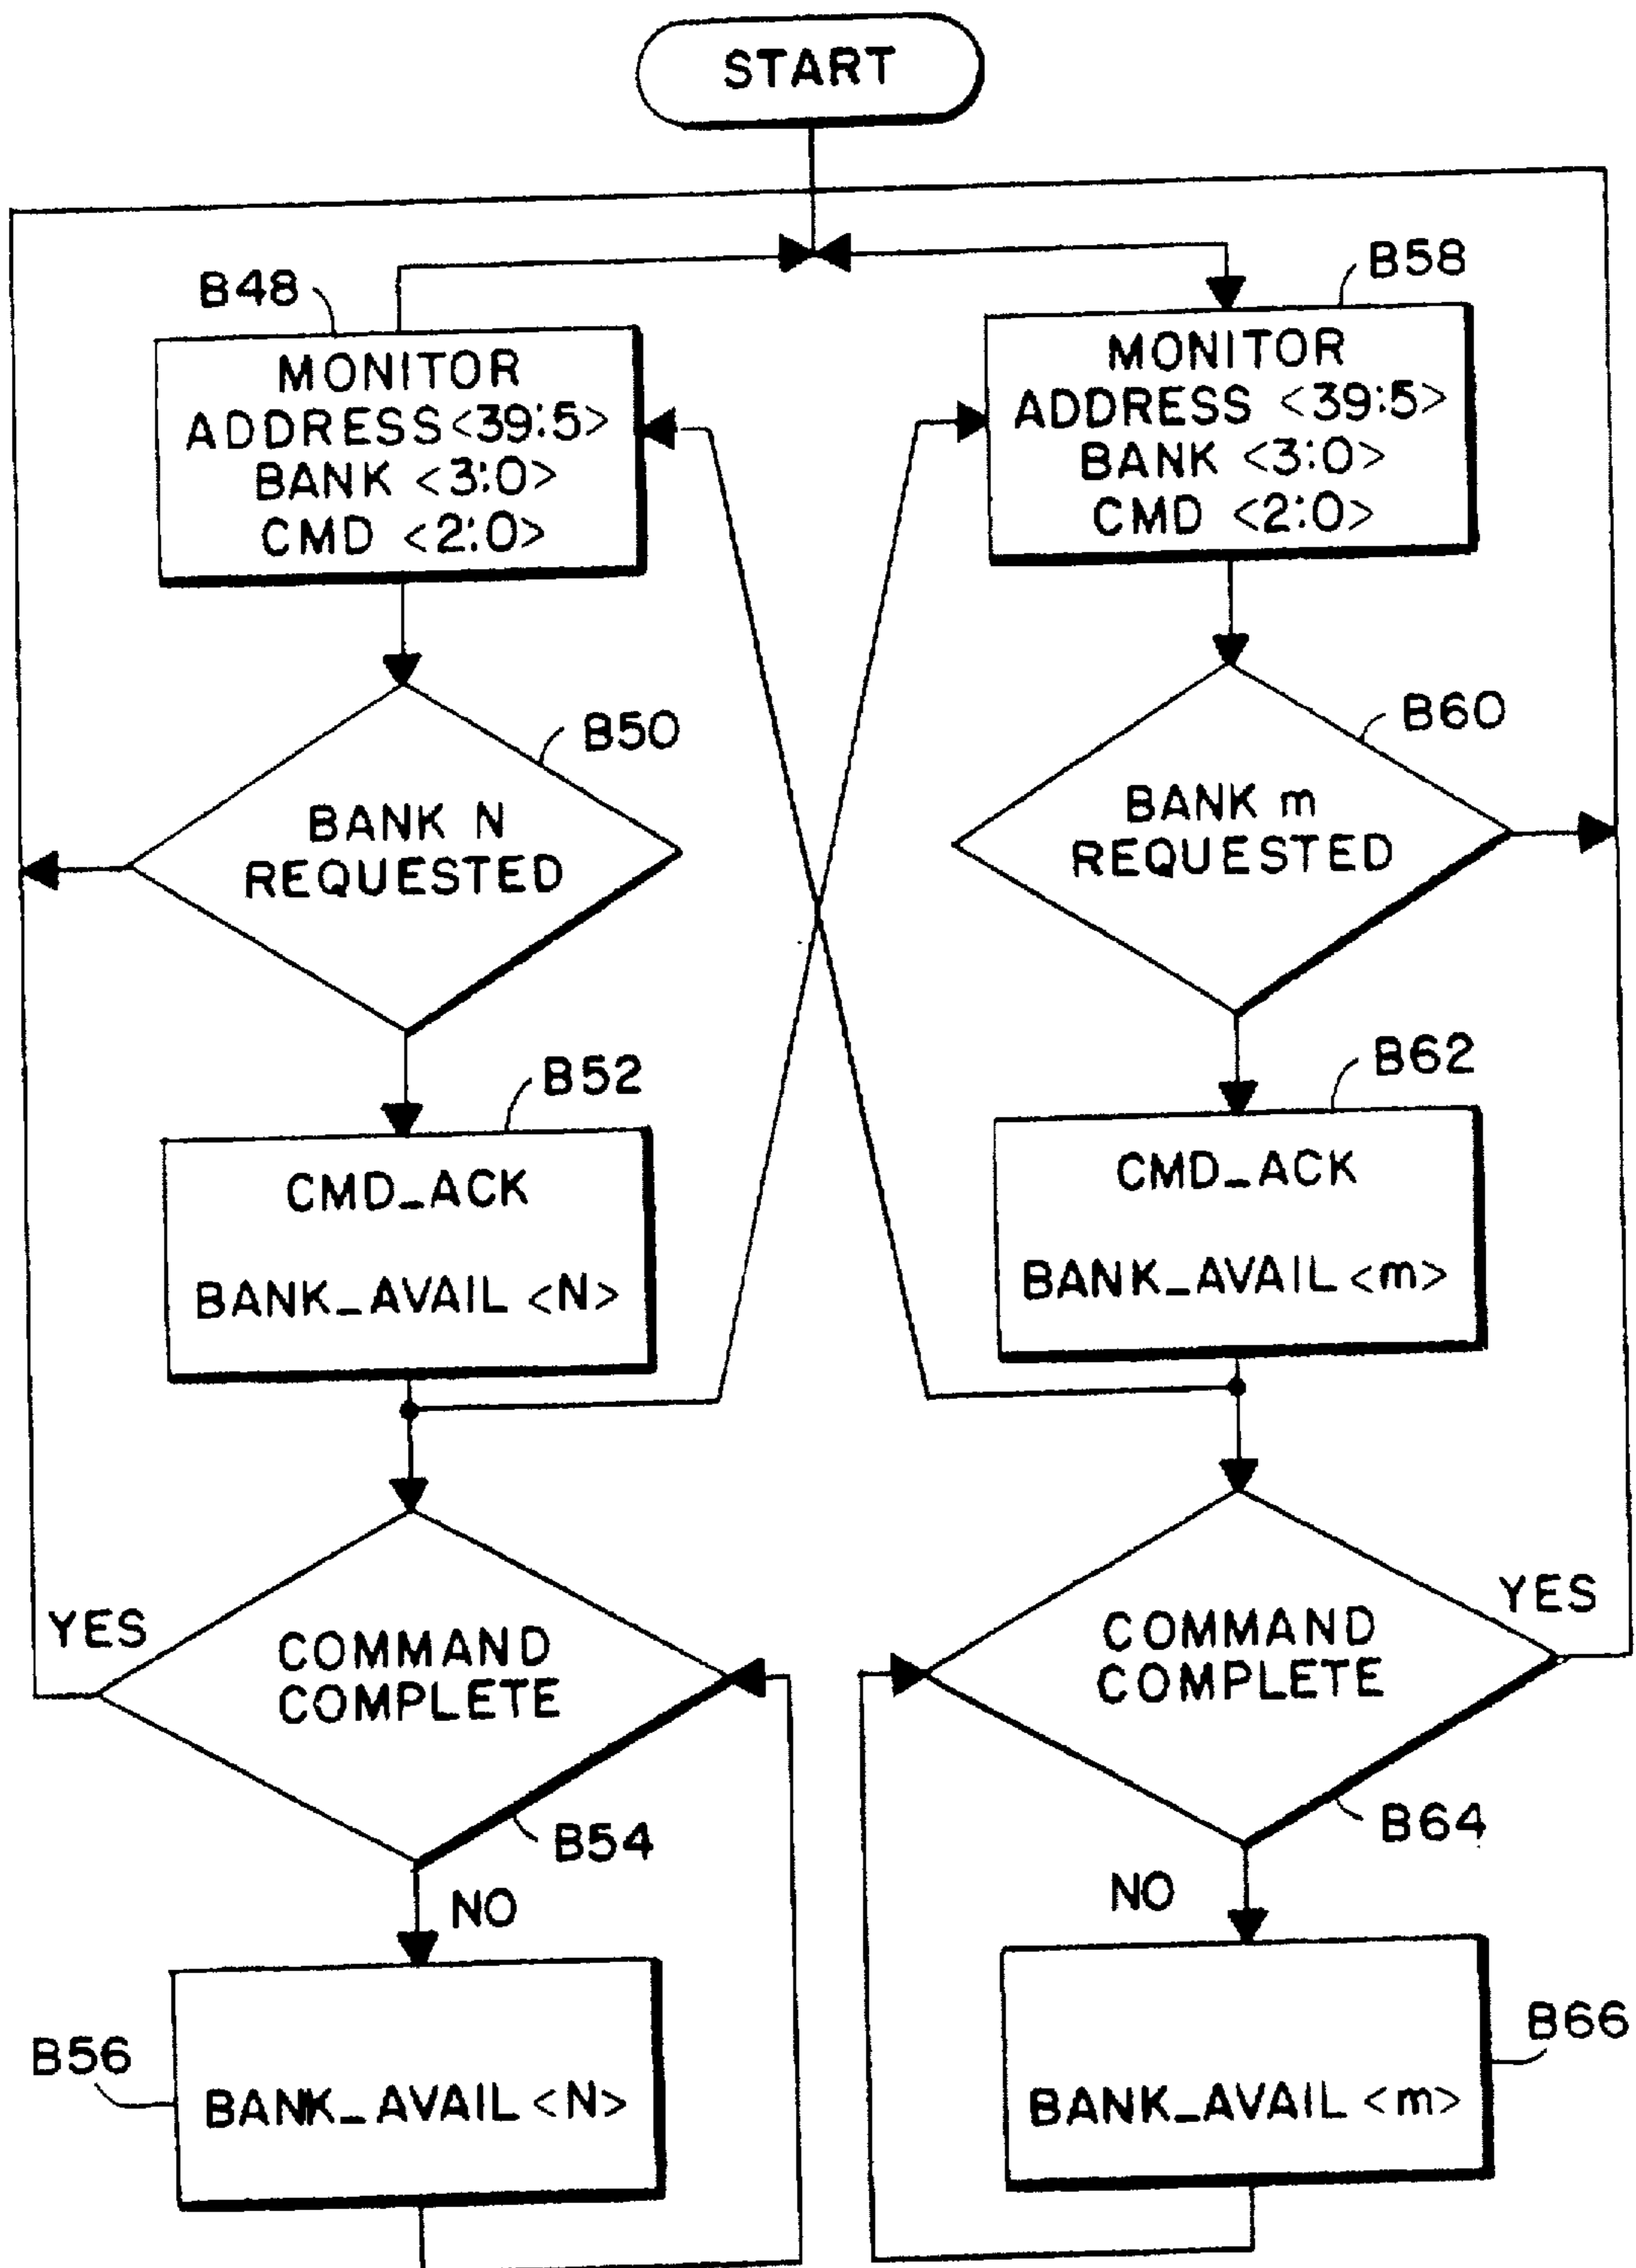 START
B48
MONITOR
ADDRESS <39:5>
BANK <3:0>
CMD <2:0>
B58
MONITOR
ADDRESS <39:5>
BANK <3:0>
CMD <2:0>
B50
BANK N
REQUESTED
B60
BANK m
REQUESTED
B52
CMD_ACK
BANK_AVAIL <N>
B62
CMD_ACK
BANK_AVAIL <m>
YES
COMMAND
COMPLETE
B54
NO
YES
COMMAND
COMPLETE
B64
NO
B56
BANK_AVAIL <N>
B66
BANK_AVAIL <m>